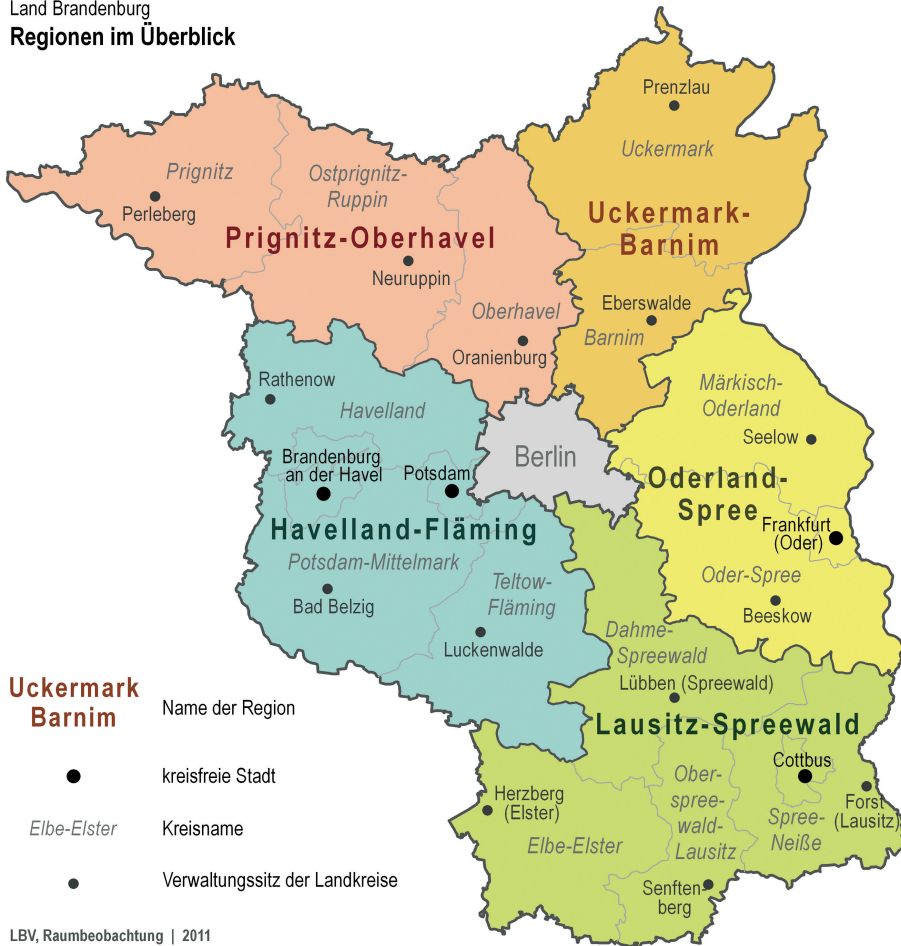 Land Brandenburg
Regionen im Überblick
Prenzlau
Uckermark
Prignitz
Perleberg
Ostprignitz-
Ruppin
Uckermark-
Barnim
Prignitz-Oberhavel
Neuruppin
Eberswalde
Oberhavel
Barnim
Oranienburg
Rathenow
Havelland
Märkisch-
Oderland
Seelow
Brandenburg
an der Havel
Potsdam
Berlin
Oderland-
Spree
Frankfurt
(Oder)
Havelland-Fläming
Potsdam-Mittelmark
Teltow-
Fläming
Oder-Spree
Bad Belzig
Beeskow
Luckenwalde
Dahme-
Spreewald
Lübben (Spreewald)
Lausitz-Spreewald
Cottbus
Herzberg
(Elster)
Ober-
spree-
wald-
Lausitz
Forst
(Lausitz)
Spree-
Neiße
Elbe-Elster
Senften-
berg
Uckermark
Barnim
Name der Region
kreisfreie Stadt
Elbe-Elster
Kreisname
Verwaltungssitz der Landkreise
LBV, Raumbeobachtung | 2011